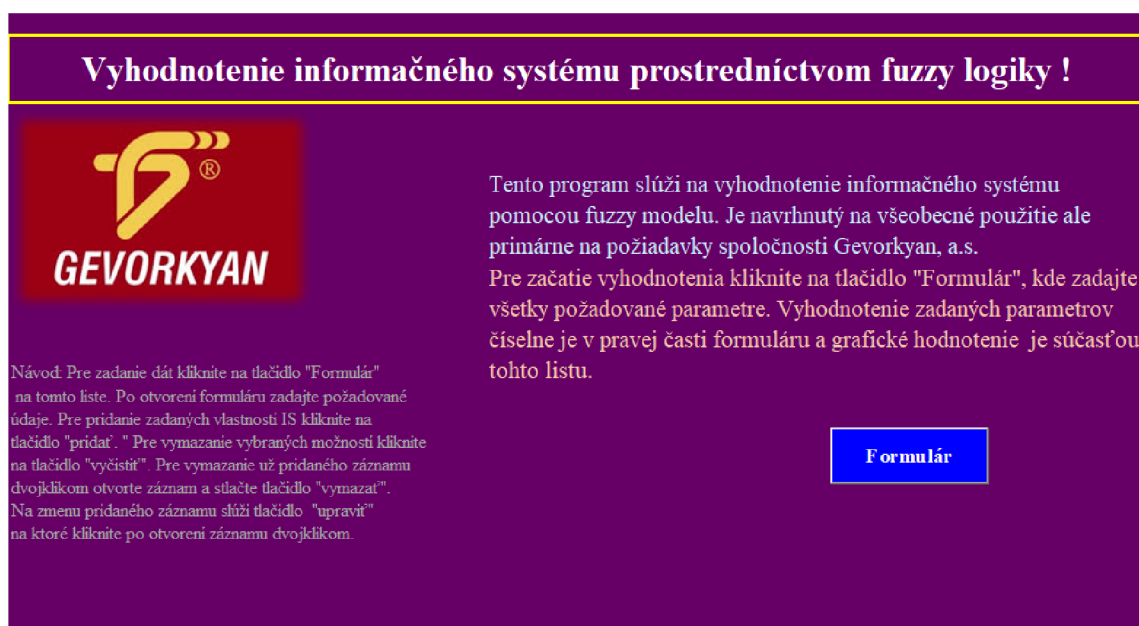 Vyhodnotenie informačného systému prostredníctvom fuzzy logiky !
®
GEVORKYAN
Tento program slúži na vyhodnotenie informačného systému
pomocou fuzzy modelu. Je navrhnutý na všeobecné použitie ale
primárne na požiadavky spoločnosti Gevorkyan, a.s.
Pre začatie vyhodnotenia kliknite na tlačidlo "Formulár", kde zadajte
všetky požadované parametre. Vyhodnotenie zadaných parametrov
číselne je v pravej časti formuláru a grafické hodnotenie je súčasťou
tohto listu.
Návod: Pre zadanie dát kliknite na tlačidlo "Formulár"
na tomto liste. Po otvorení formuláru zadajte požadované
údaje. Pre pridanie zadaných vlastností IS kliknite na
tlačidlo "pridať. " Pre vymazanie vybraných možností kliknite
na tlačidlo "vyčistiť". Pre vymazanie už pridaného záznamu
dvojklikom otvorte záznam a stlačte tlačidlo "vymazať".
Na zmenu pridaného záznamu slúži tlačidlo "upraviť"
na ktoré kliknite po otvorení záznamu dvojklikom.
Formulár